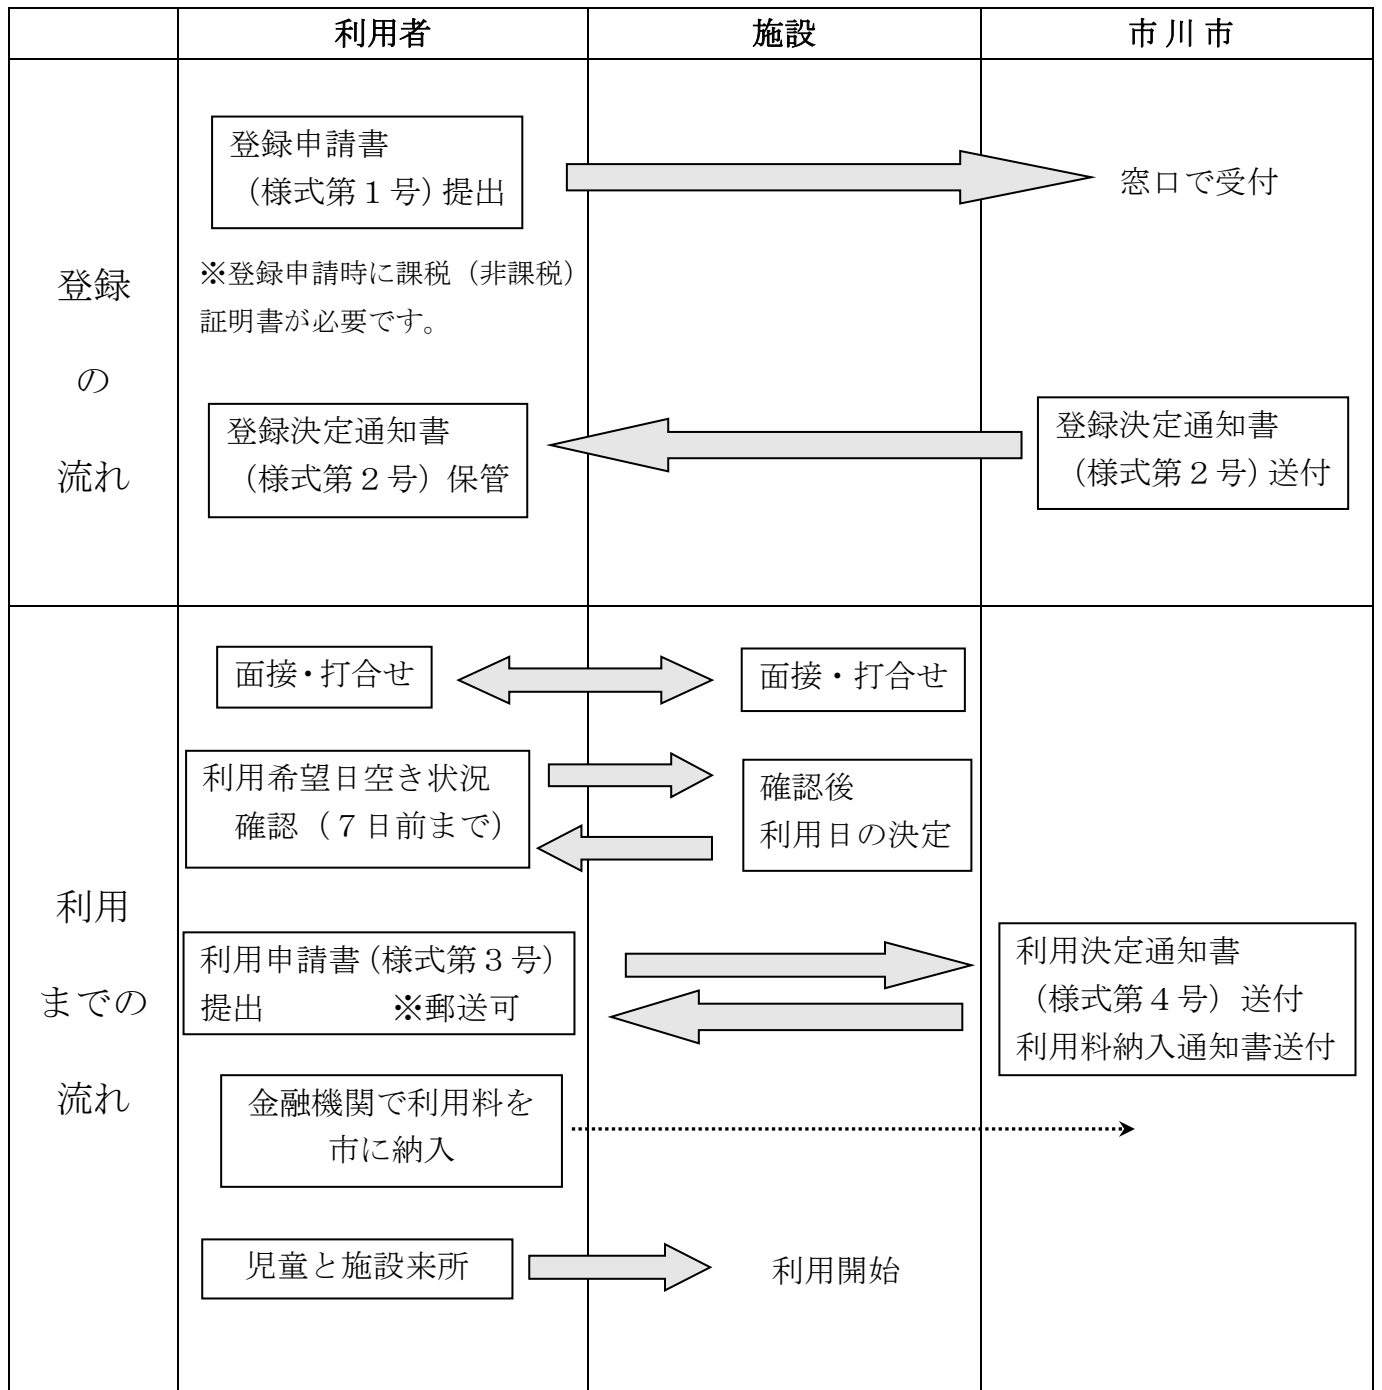 利用者
施設
市川市
登録
の
流れ
登録申請書
（様式第１号）提出
窓口で受付
※登録申請時に課税（非課税）
証明書が必要です。
登録決定通知書
（様式第２号）保管
登録決定通知書
（様式第２号）送付
利用
までの
流れ
面接・打合せ
面接・打合せ
利用希望日空き状況
確認（７日前まで）
確認後
利用日の決定
利用申請書（様式第３号）
提出　※郵送可
利用決定通知書
（様式第４号）送付
利用料納入通知書送付
金融機関で利用料を
市に納入
児童と施設来所
利用開始